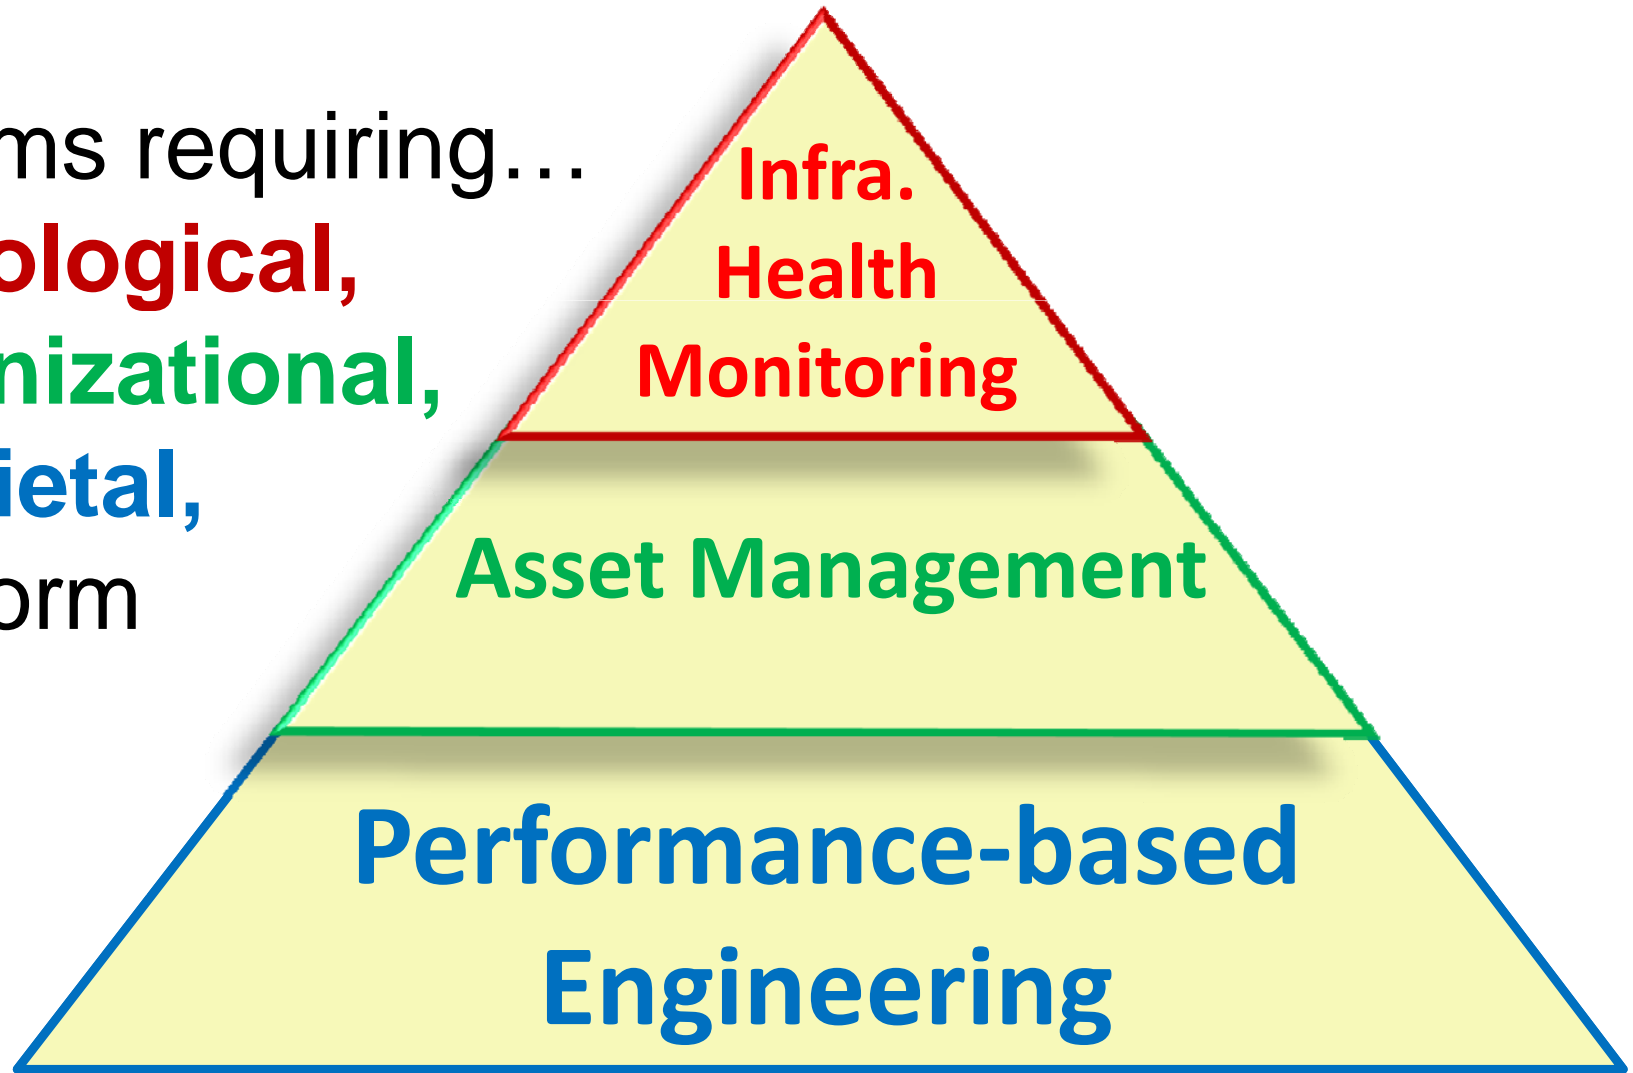 ms requiring…
ological,
nizational,
ietal,
orm
Infra.
Health
Monitoring
Asset Management
Performance-based
Engineering